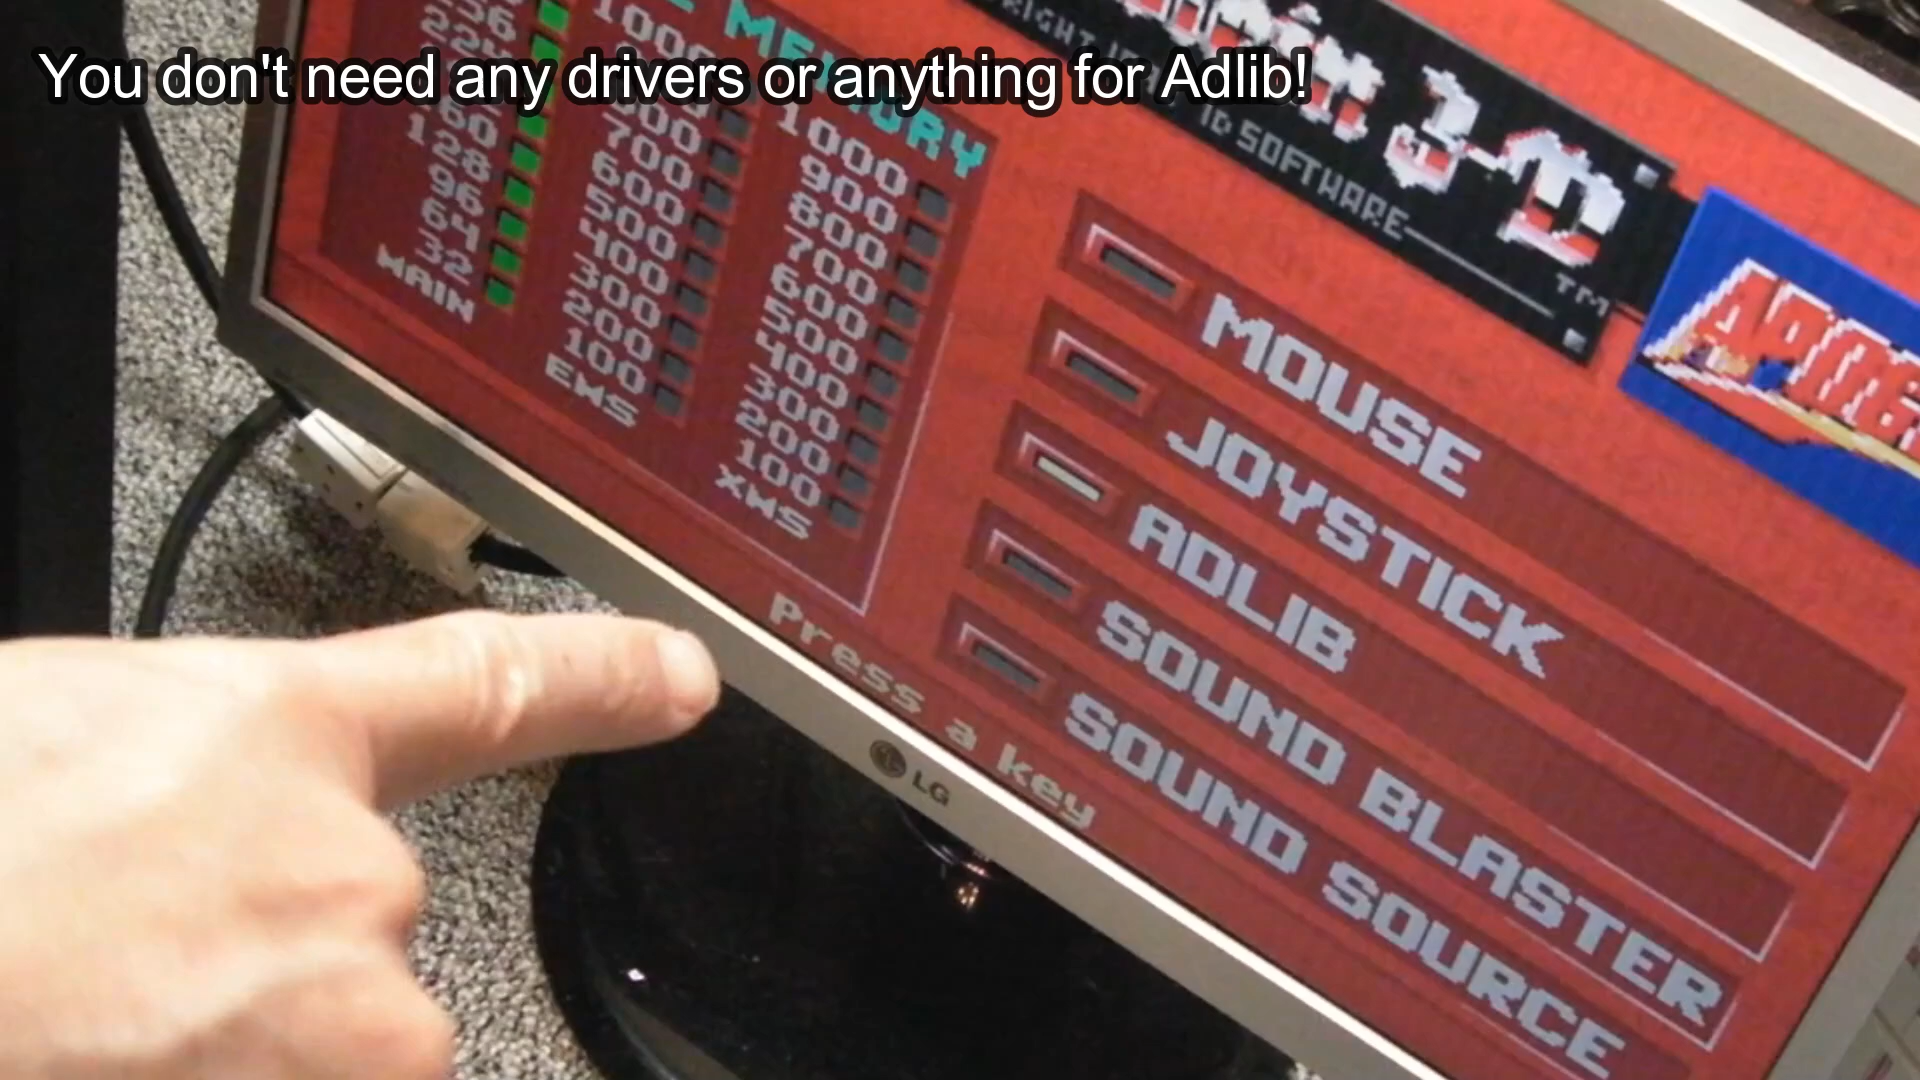 You don't need any drivers or anything for Adlib!
MEMORY
128
96
64
32
MAIN
700
600
500
400
300
200
100
EMS
1000
900
800
700
600
500
400
300
200
100
XMS
3-D
ID SOFTWARE
TM
MOUSE
JOYSTICK
ADLIB
SOUND BLASTER
SOUND SOURCE
Press a key
LG